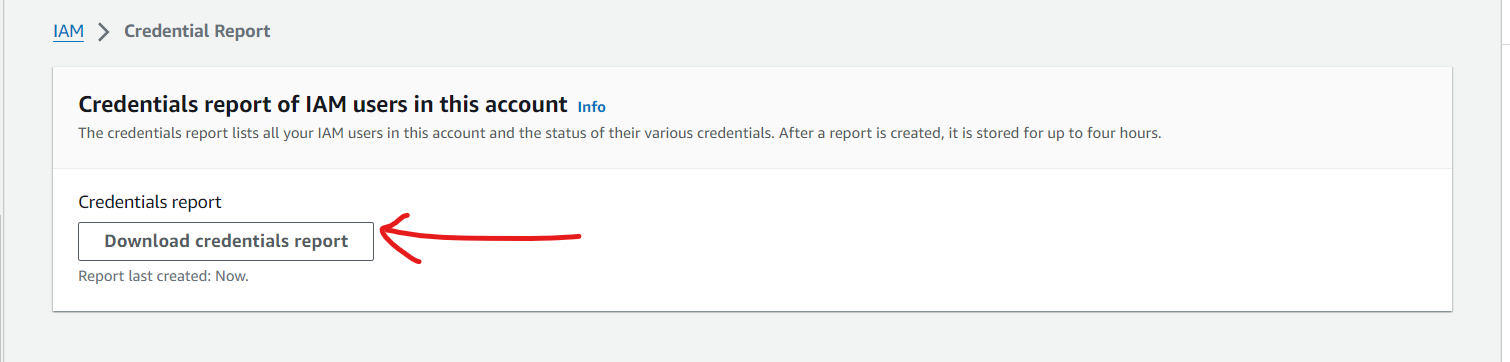 IAM > Credential Report
Credentials report of IAM users in this account Info
The credentials report lists all your IAM users in this account and the status of their various credentials. After a report is created, it is stored for up to four hours.
Credentials report
Download credentials report
Report last created: Now.